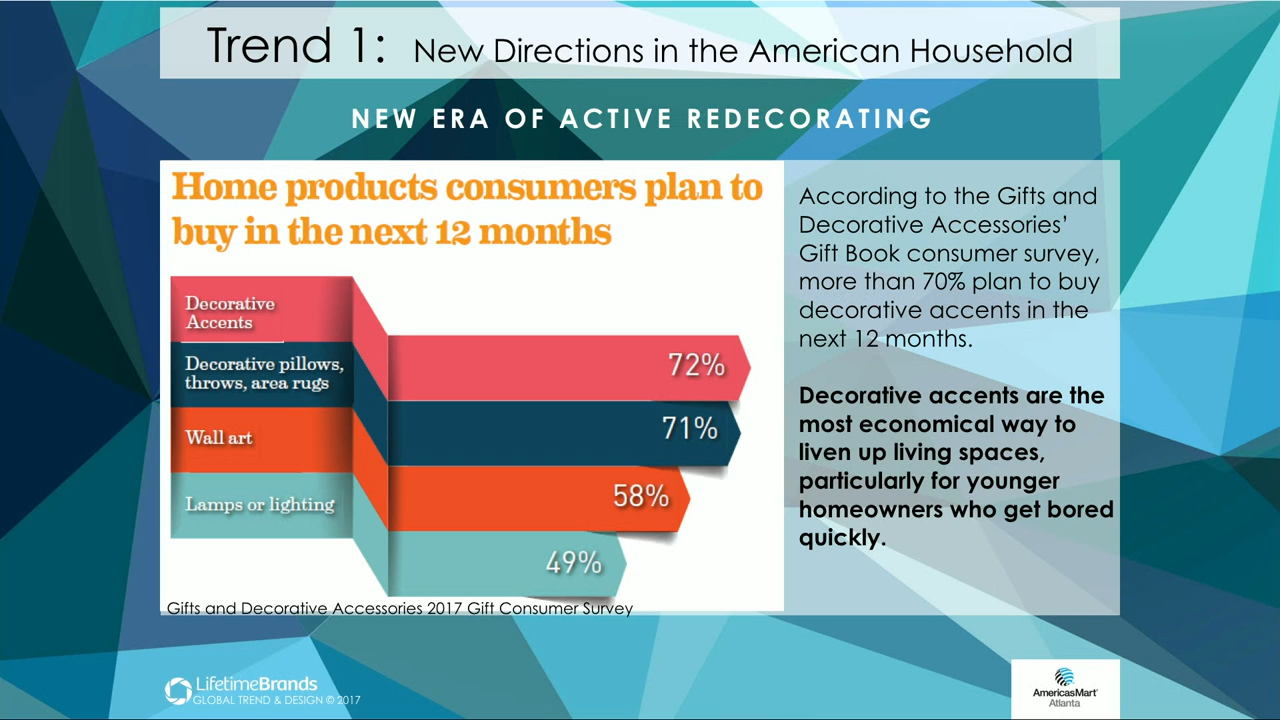 Trend 1: New Directions in the American Household
NEW ERA OF ACTIVE REDECORATING
Home products consumers plan to
buy in the next 12 months
Decorative
Accents
72%
Decorative pillows,
throws, area rugs
71%
Wall art
58%
Lamps or lighting
49%
Gifts and Decorative Accessories 2017 Gift Consumer Survey
According to the Gifts and
Decorative Accessories’
Gift Book consumer survey,
more than 70% plan to buy
decorative accents in the
next 12 months.
Decorative accents are the
most economical way to
liven up living spaces,
particularly for younger
homeowners who get bored
quickly.
LifetimeBrands
GLOBAL TREND & DESIGN © 2017
AmericasMart
Atlanta